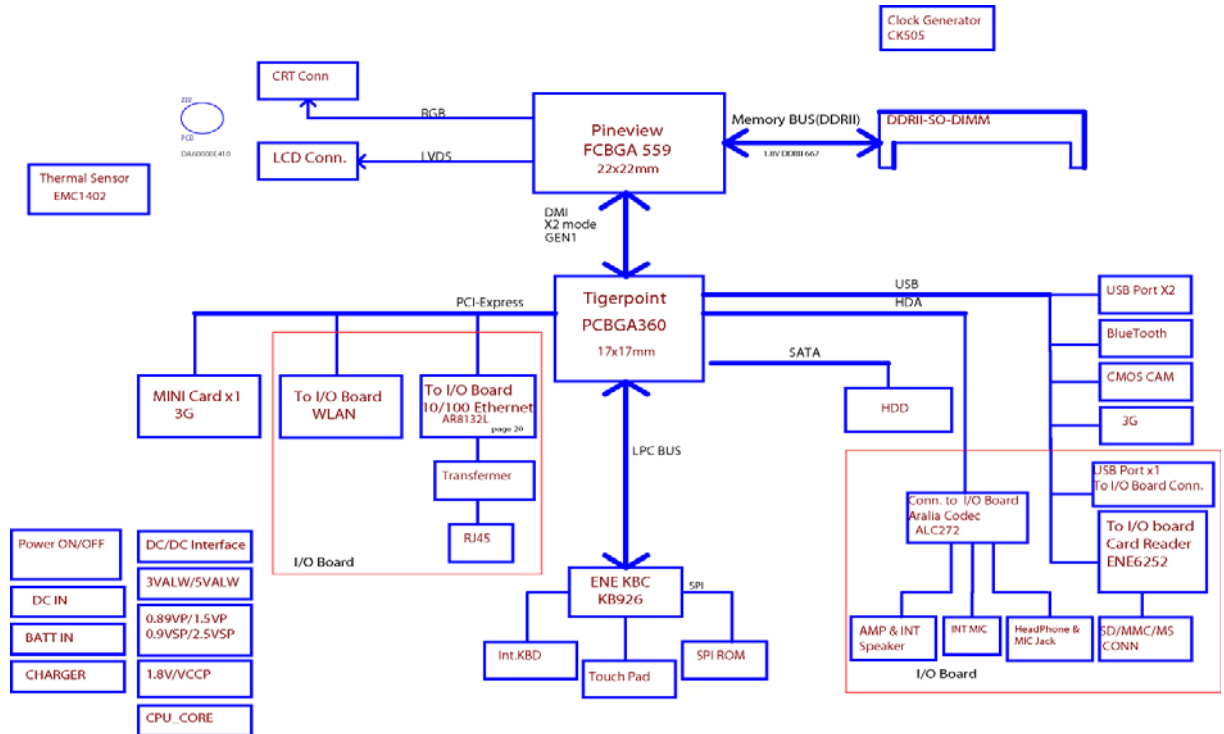 Clock Generator
CK505
CRT Conn
RGB
222
PCB
DA60000E410
LCD Conn.
LVDS
Pineview
FCBGA 559
22x22mm
Memory BUS(DDRII)
1.8V DDRII 667
DDRII-SO-DIMM
Thermal Sensor
EMC1402
DMI
X2 mode
GEN1
Tigerpoint
PCBGA360
17x17mm
PCI-Express
USB
HDA
SATA
USB Port X2
BlueTooth
CMOS CAM
3G
HDD
MINI Card x1
3G
To I/O Board
WLAN
To I/O Board
10/100 Ethernet
AR8132L
page 20
Transfermer
RJ45
I/O Board
LPC BUS
USB Port x1
To I/O Board Conn.
Conn. to I/O Board
Aralia Codec
ALC272
To I/O board
Card Reader
ENE6252
Power ON/OFF
DC IN
BATT IN
CHARGER
DC/DC Interface
3VALW/5VALW
0.89VP/1.5VP
0.9VSP/2.5VSP
1.8V/VCCP
CPU_CORE
ENE KBC
KB926
SPI
Int.KBD
Touch Pad
SPI ROM
AMP & INT
Speaker
INT MIC
HeadPhone &
MIC Jack
SD/MMC/MS
CONN
I/O Board